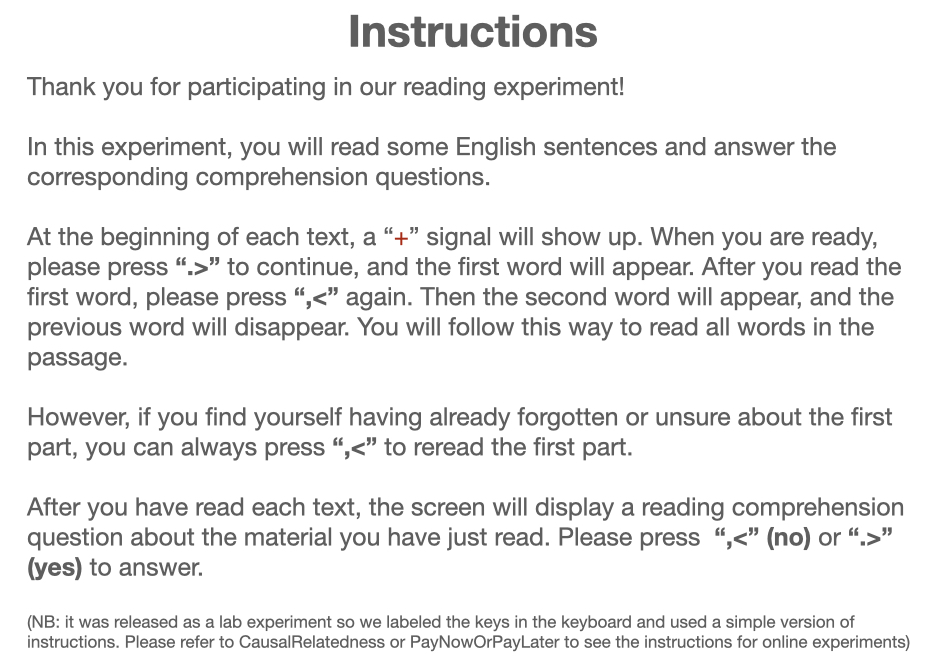 Instructions
Thank you for participating in our reading experiment!
In this experiment, you will read some English sentences and answer the
corresponding comprehension questions.
At the beginning of each text, a “+” signal will show up. When you are ready,
please press “.>” to continue, and the first word will appear. After you read the
first word, please press “,<” again. Then the second word will appear, and the
previous word will disappear. You will follow this way to read all words in the
passage.
However, if you find yourself having already forgotten or unsure about the first
part, you can always press “,<” to reread the first part.
After you have read each text, the screen will display a reading comprehension
question about the material you have just read. Please press “,<” (no) or “.>”
(yes) to answer.
(NB: it was released as a lab experiment so we labeled the keys in the keyboard and used a simple version of
instructions. Please refer to CausalRelatedness or PayNowOrPayLater to see the instructions for online experiments)